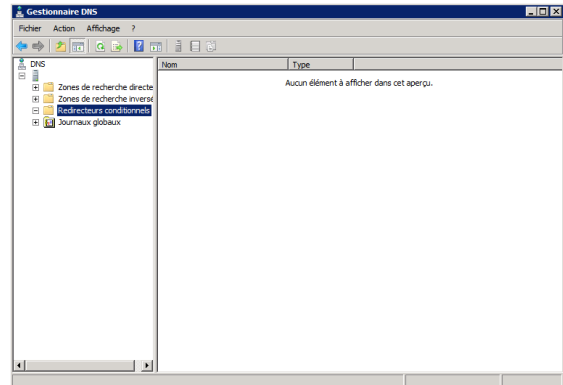 Gestionnaire DNS
Fichier Action Affichage ?
DNS
Zones de recherche directe
Zones de recherche inversé
Redirecteurs conditionnels
Journaux globaux
Nom Type
Aucun élément à afficher dans cet aperçu.